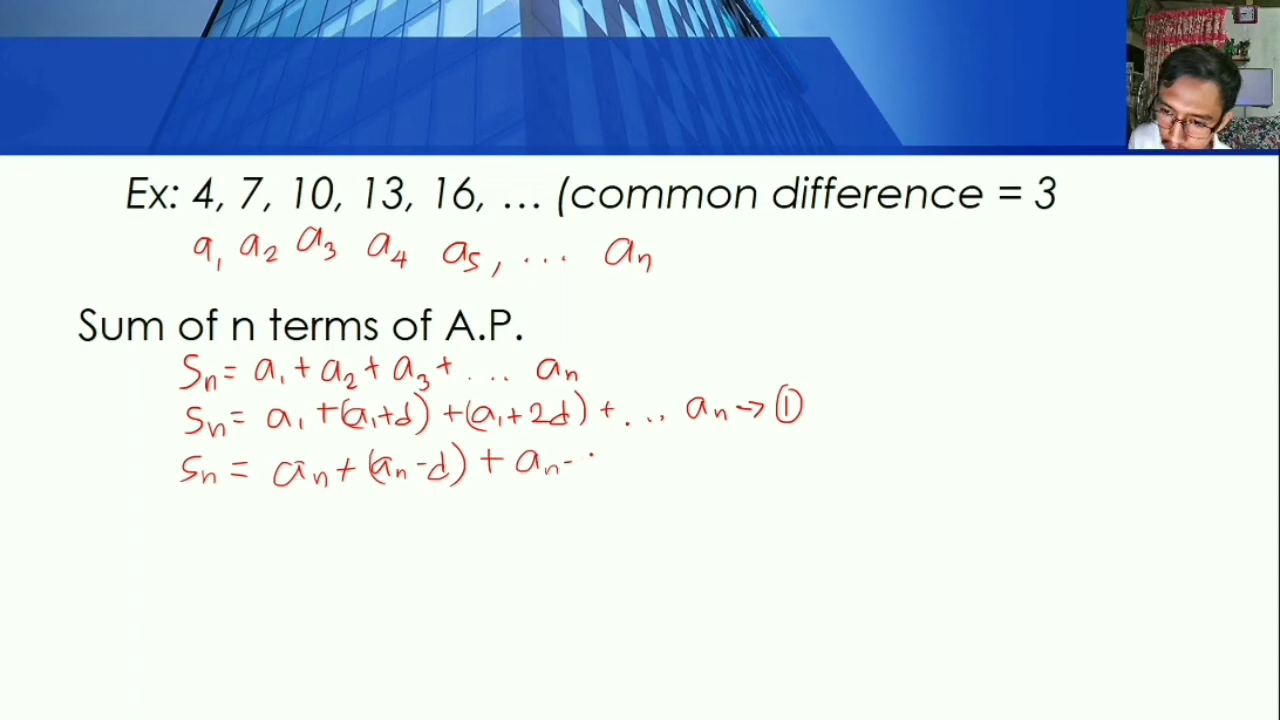 Ex: 4, 7, 10, 13, 16, … (common difference = 3
a₁ a₂ a₃ a₄ a₅, ... aₙ
Sum of n terms of A.P.
Sₙ = a₁ + a₂ + a₃ + ... aₙ
Sₙ = a₁ + (a₁+d) + (a₁+2d) + ... aₙ → ①
Sₙ = aₙ + (aₙ-d) + aₙ-